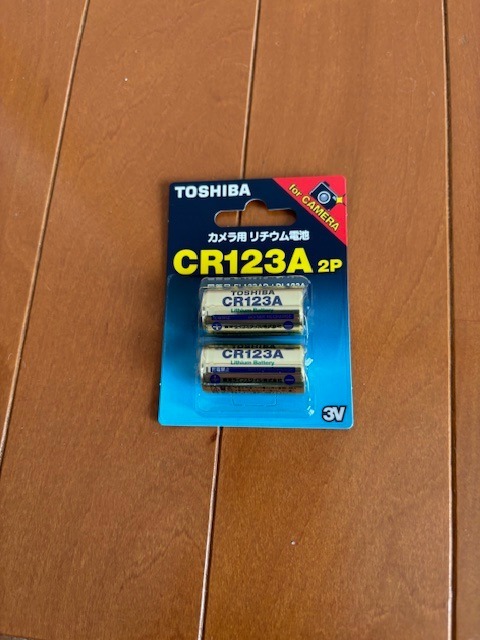 TOSHIBA
for CAMERA
カメラ用 リチウム電池
CR123A 2P
TOSHIBA
CR123A
Lithium Battery
CR123A
Lithium Battery
3V